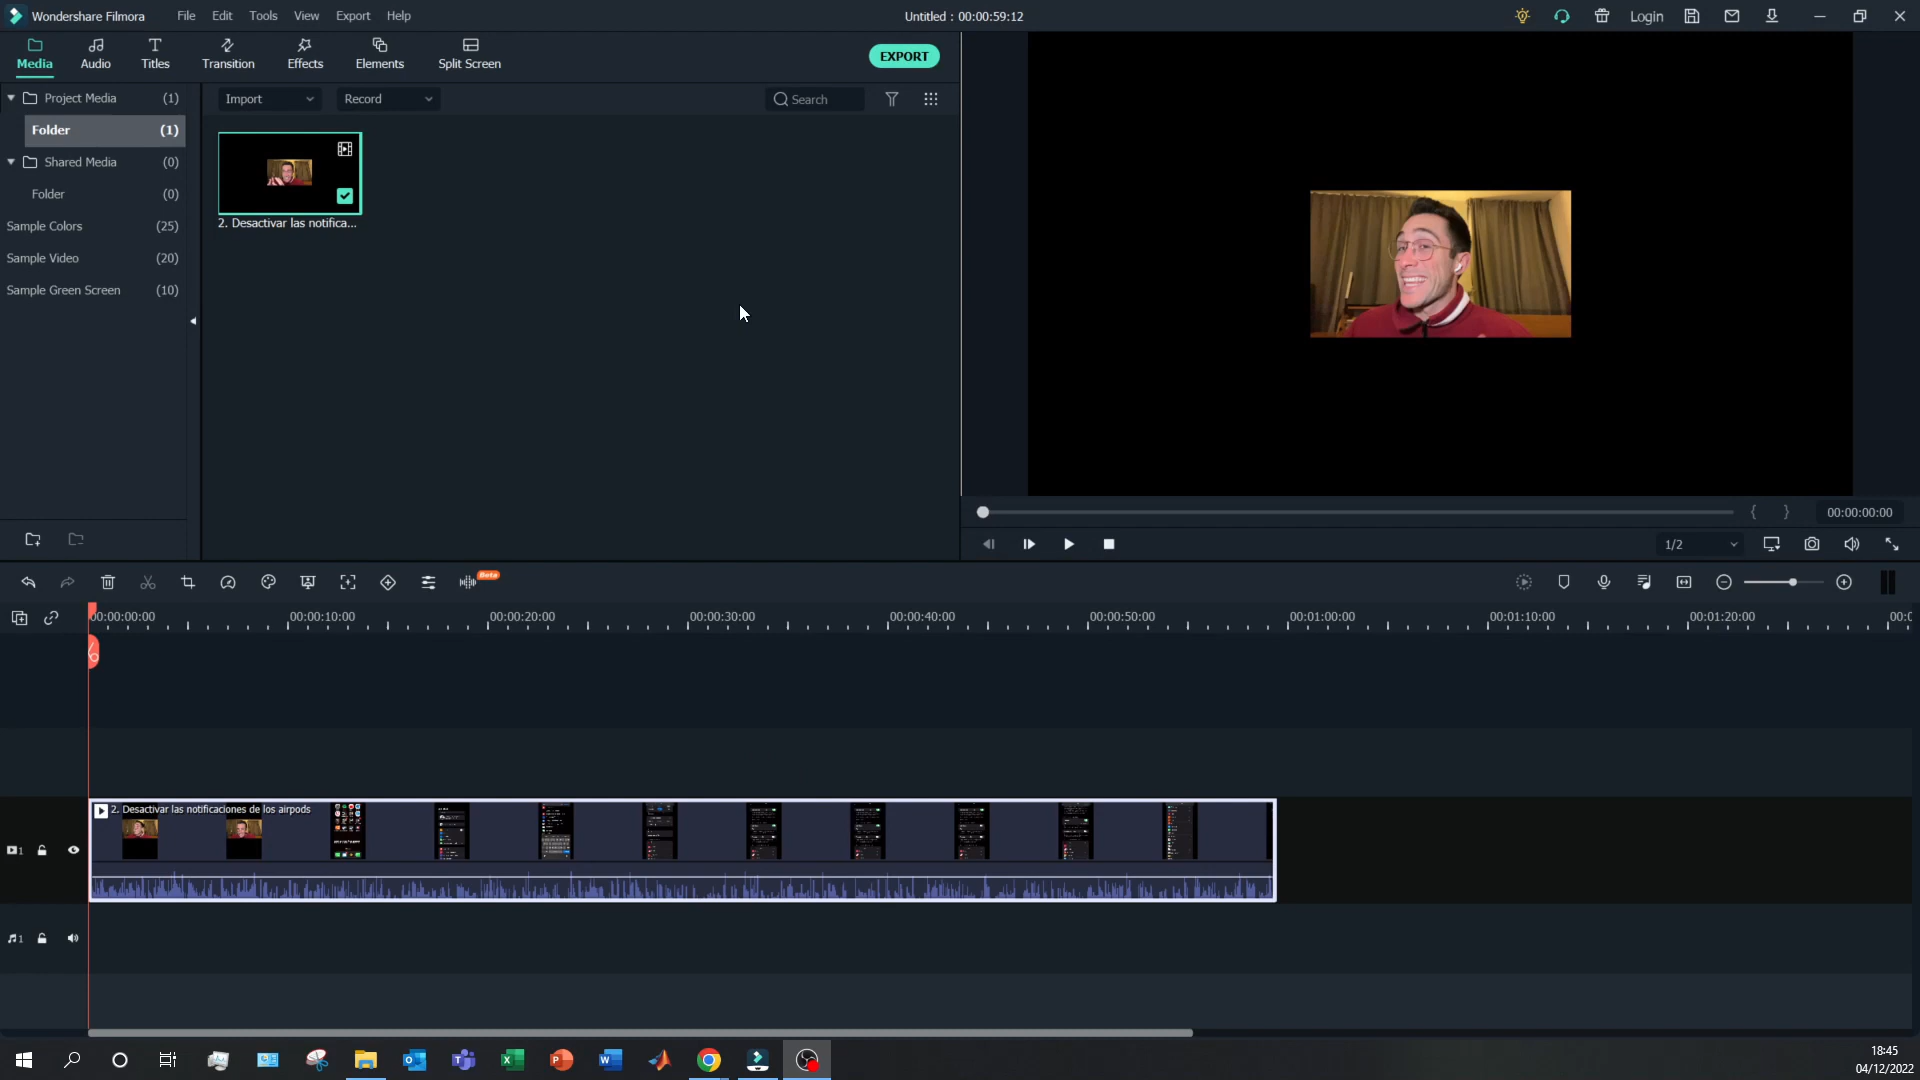 Wondershare Filmora File Edit Tools View Export Help Untitled : 00:00:59:12 Login
Media Audio Titles Transition Effects Elements Split Screen EXPORT
Project Media (1)
Folder (1)
Shared Media (0)
Folder (0)
Sample Colors (25)
Sample Video (20)
Sample Green Screen (10)
Import Record Search
2. Desactivar las notifica...
{ } 00:00:00:00
1/2
Beta
00:00:00:00 00:00:10:00 00:00:20:00 00:00:30:00 00:00:40:00 00:00:50:00 00:01:00:00 00:01:10:00 00:01:20:00
2. Desactivar las notificaciones de los airpods
1
1
18:45
04/12/2022